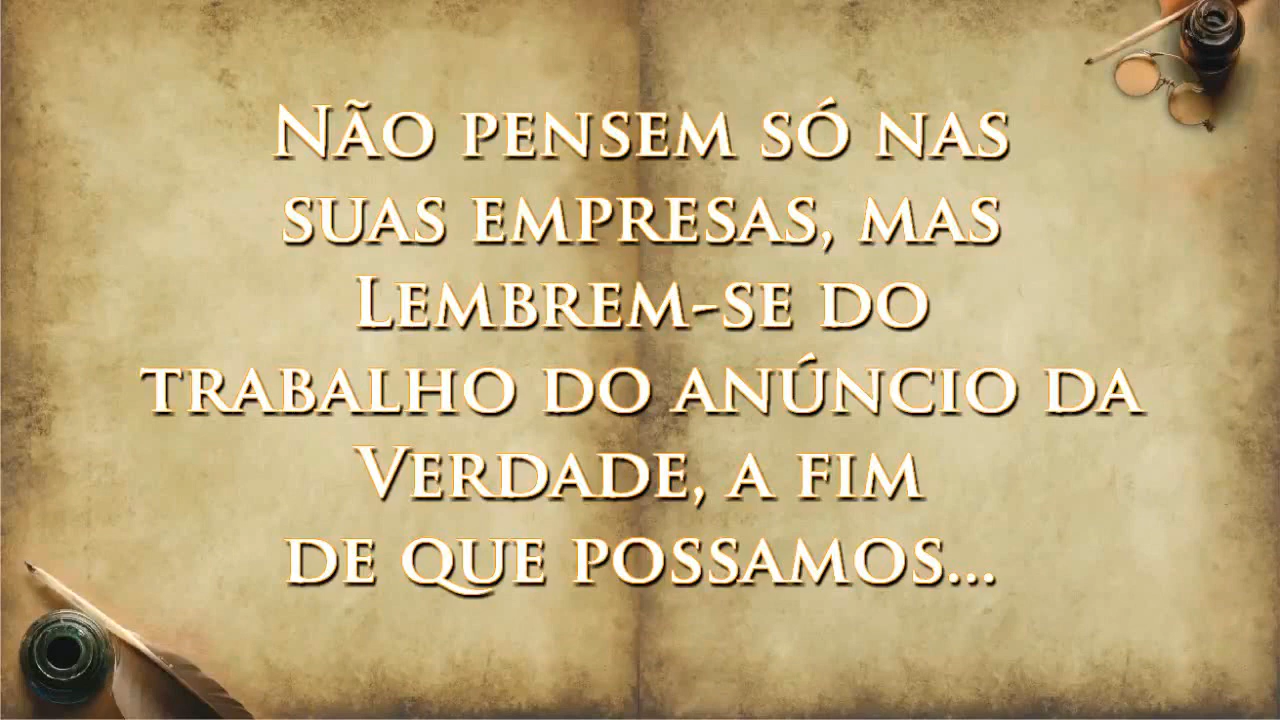 Não pensem só nas
suas empresas, mas
Lembrem-se do
trabalho do anúncio da
Verdade, a fim
de que possamos...